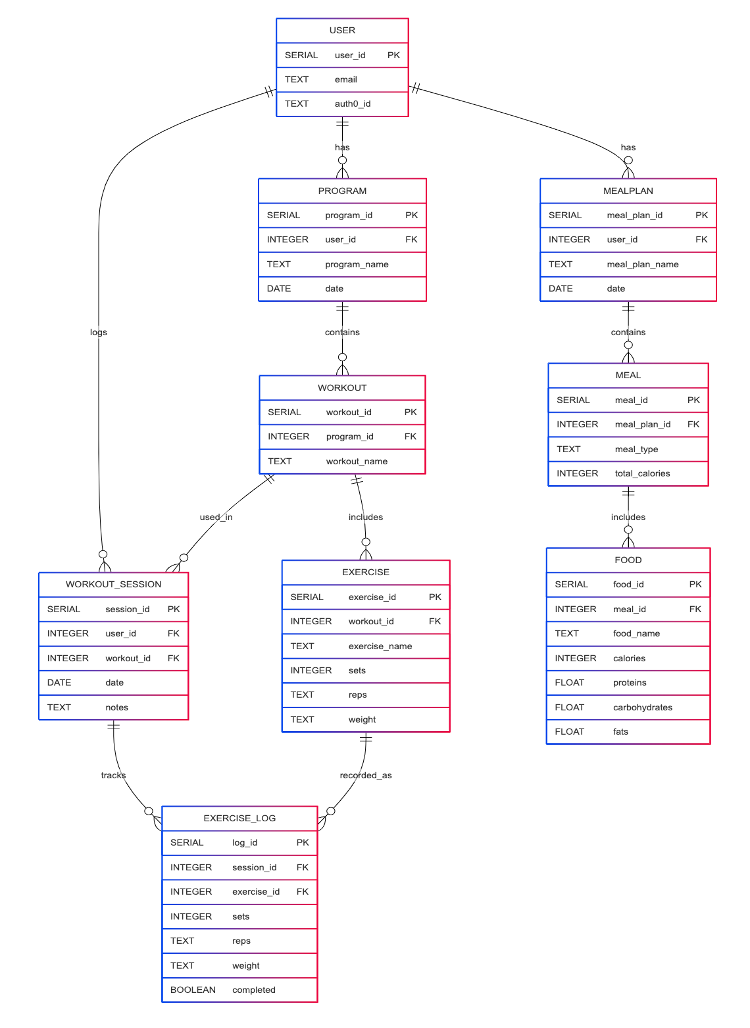 USER
SERIAL user_id PK
TEXT email
TEXT auth0_id
has
has
PROGRAM
SERIAL program_id PK
INTEGER user_id FK
TEXT program_name
DATE date
MEALPLAN
SERIAL meal_plan_id PK
INTEGER user_id FK
TEXT meal_plan_name
DATE date
logs
contains
contains
WORKOUT
SERIAL workout_id PK
INTEGER program_id FK
TEXT workout_name
MEAL
SERIAL meal_id PK
INTEGER meal_plan_id FK
TEXT meal_type
INTEGER total_calories
used_in
includes
includes
WORKOUT_SESSION
SERIAL session_id PK
INTEGER user_id FK
INTEGER workout_id FK
DATE date
TEXT notes
EXERCISE
SERIAL exercise_id PK
INTEGER workout_id FK
TEXT exercise_name
INTEGER sets
TEXT reps
TEXT weight
FOOD
SERIAL food_id PK
INTEGER meal_id FK
TEXT food_name
INTEGER calories
FLOAT proteins
FLOAT carbohydrates
FLOAT fats
tracks
recorded_as
EXERCISE_LOG
SERIAL log_id PK
INTEGER session_id FK
INTEGER exercise_id FK
INTEGER sets
TEXT reps
TEXT weight
BOOLEAN completed